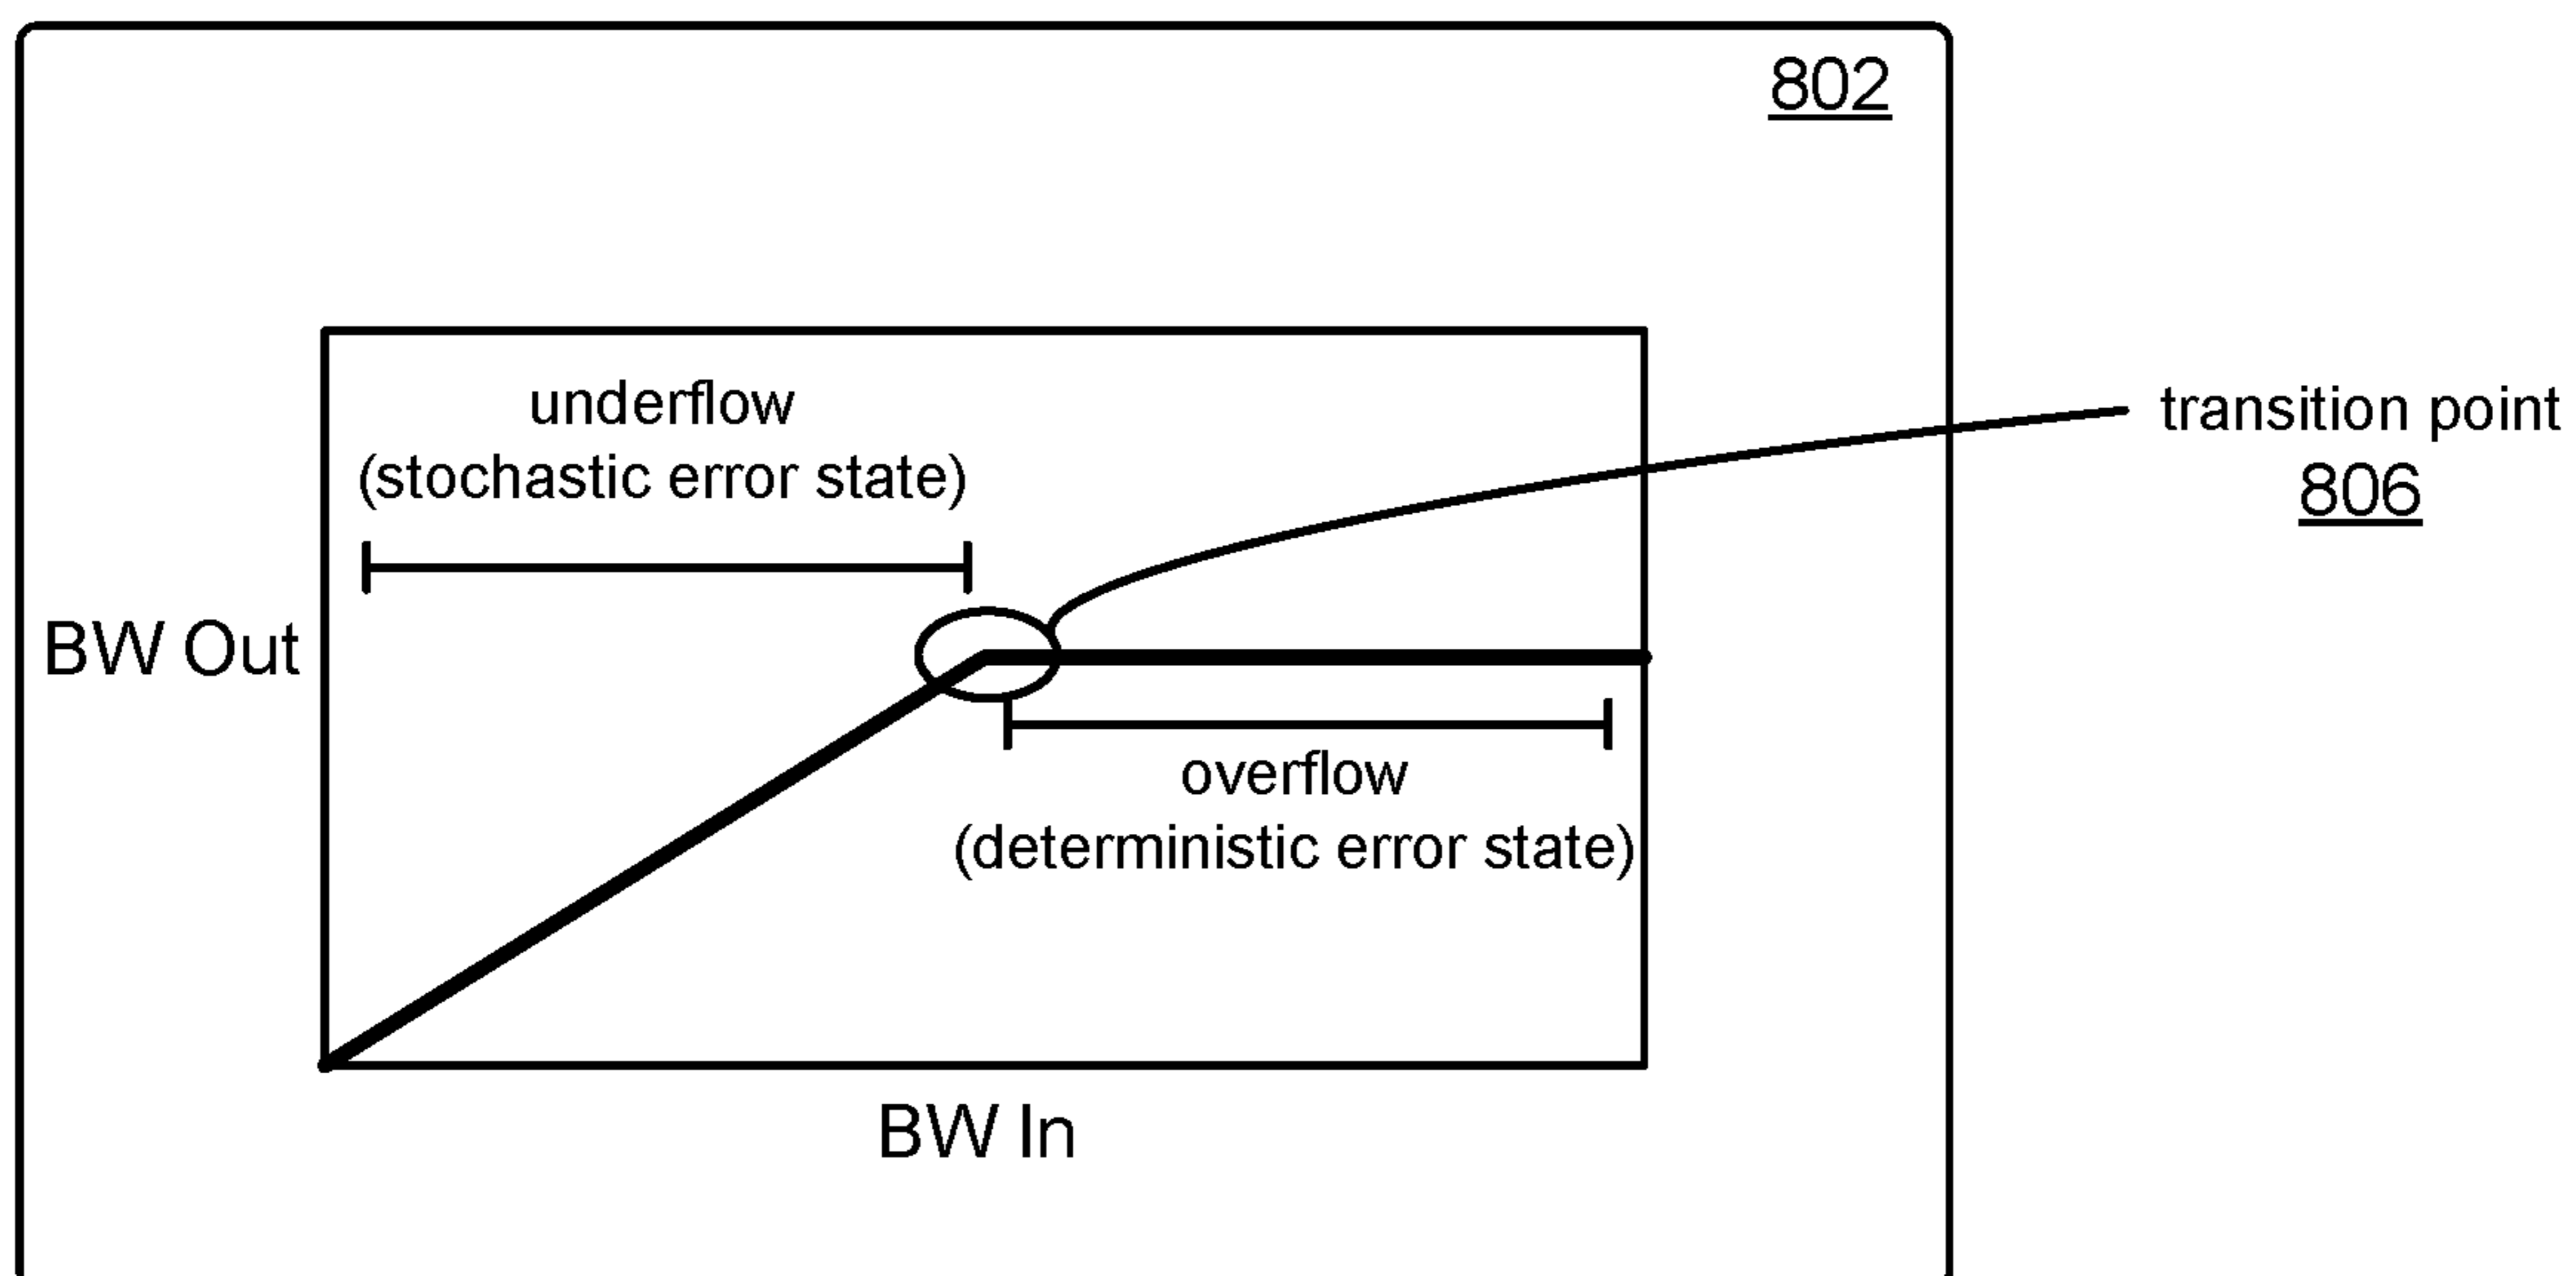 802
underflow
(stochastic error state)
transition point
806
BW Out
overflow
(deterministic error state)
BW In